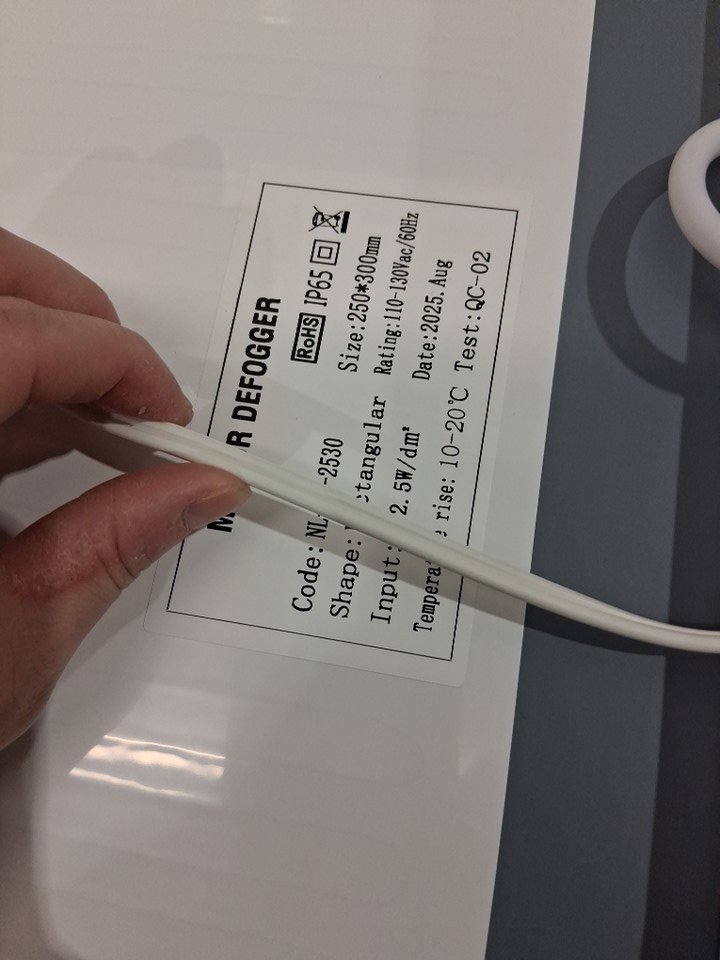 M R DEFOGGER
RoHS IP65
Code: NL -2530 Size:250*300mm
Shape: ctangular Rating:110-130Vac/60Hz
Input: 2.5W/dm² Date:2025.Aug
Tempera e rise: 10-20℃ Test:QC-02